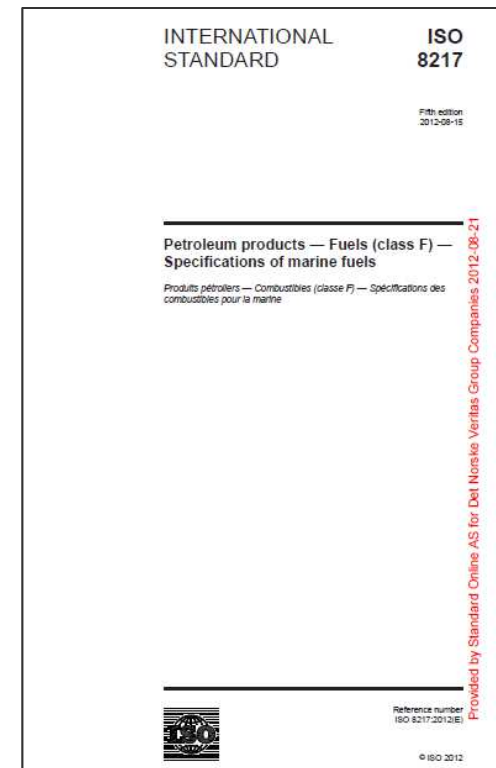 INTERNATIONAL
STANDARD
ISO
8217
Fifth edition
2012-08-15
Petroleum products — Fuels (class F) —
Specifications of marine fuels
Produits pétroliers — Combustibles (classe F) — Spécifications des
combustibles pour la marine
Provided by Standard Online AS for Det Norske Veritas Group Companies 2012-08-21
ISO
Reference number
ISO 8217:2012(E)
© ISO 2012